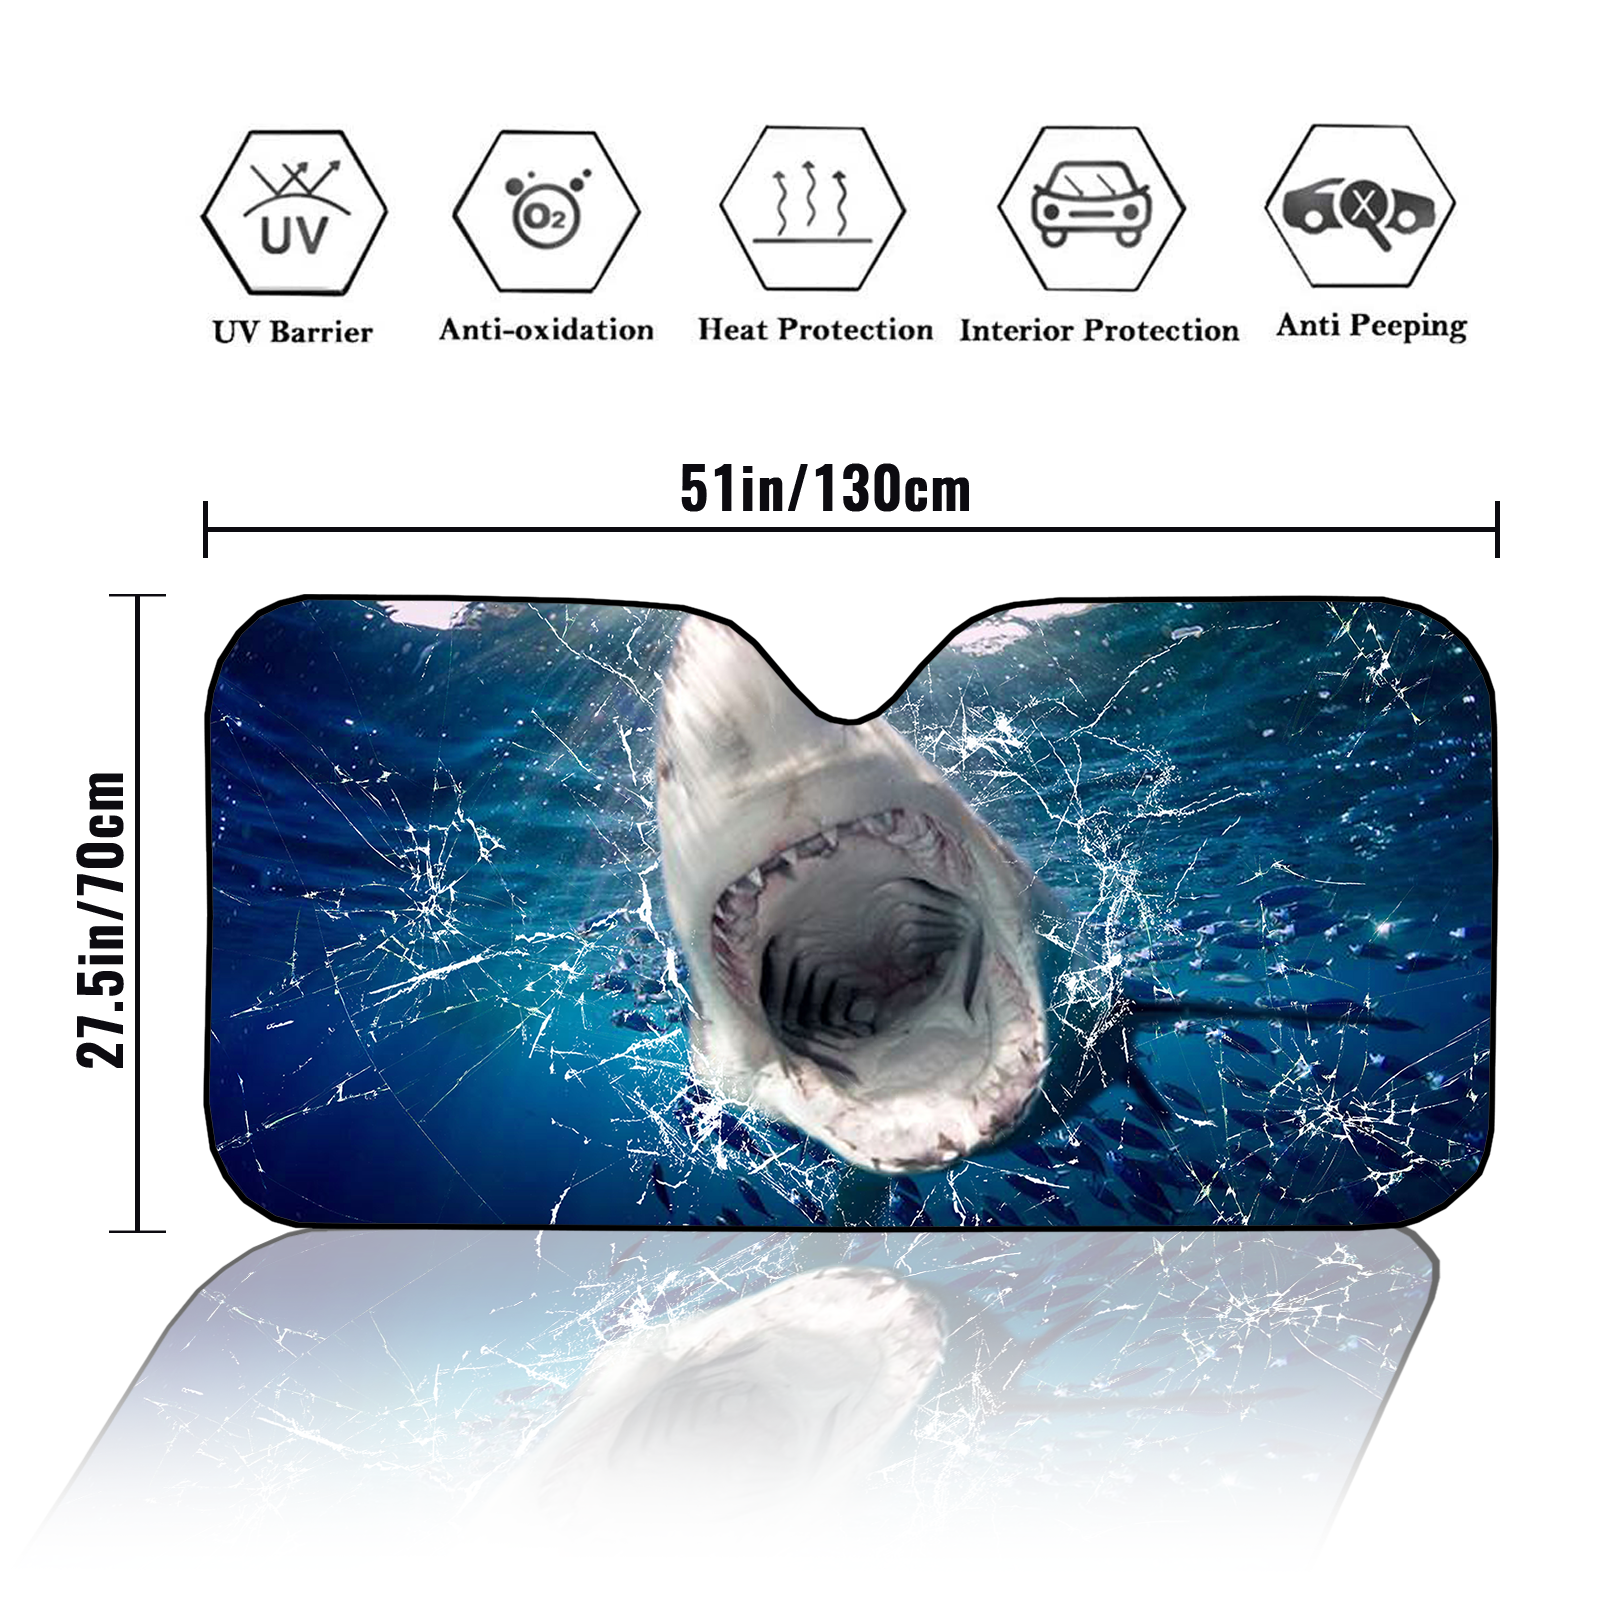 UV
O2
X
UV Barrier
Anti-oxidation
Heat Protection
Interior Protection
Anti Peeping
51in/130cm
27.5in/70cm